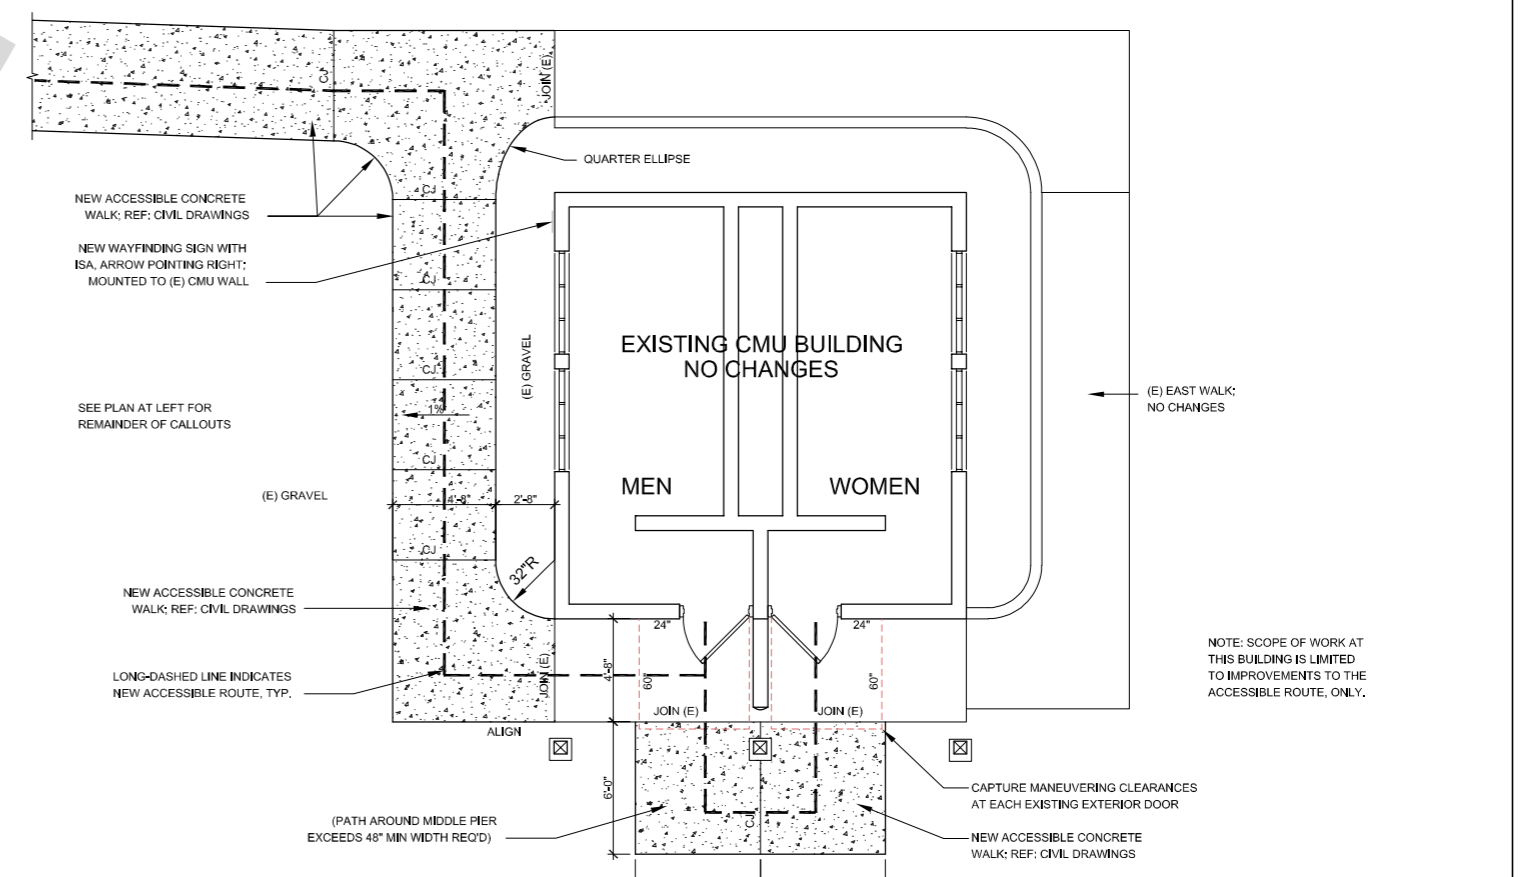 CJ
JOIN (E)
QUARTER ELLIPSE
NEW ACCESSIBLE CONCRETE
WALK; REF: CIVIL DRAWINGS
CJ
NEW WAYFINDING SIGN WITH
ISA, ARROW POINTING RIGHT;
MOUNTED TO (E) CMU WALL
CJ
EXISTING CMU BUILDING
NO CHANGES
(E) GRAVEL
CJ
(E) EAST WALK;
NO CHANGES
SEE PLAN AT LEFT FOR
REMAINDER OF CALLOUTS
1%
CJ
MEN
WOMEN
(E) GRAVEL
4'-8"
2'-8"
CJ
32"R
NEW ACCESSIBLE CONCRETE
WALK; REF: CIVIL DRAWINGS
24"
24"
NOTE: SCOPE OF WORK AT
THIS BUILDING IS LIMITED
TO IMPROVEMENTS TO THE
ACCESSIBLE ROUTE, ONLY.
LONG-DASHED LINE INDICATES
NEW ACCESSIBLE ROUTE, TYP.
JOIN (E)
4'-8"
60"
60"
JOIN (E)
JOIN (E)
ALIGN
6'-0"
CAPTURE MANEUVERING CLEARANCES
AT EACH EXISTING EXTERIOR DOOR
(PATH AROUND MIDDLE PIER
EXCEEDS 48" MIN WIDTH REQ'D)
CJ
NEW ACCESSIBLE CONCRETE
WALK; REF: CIVIL DRAWINGS